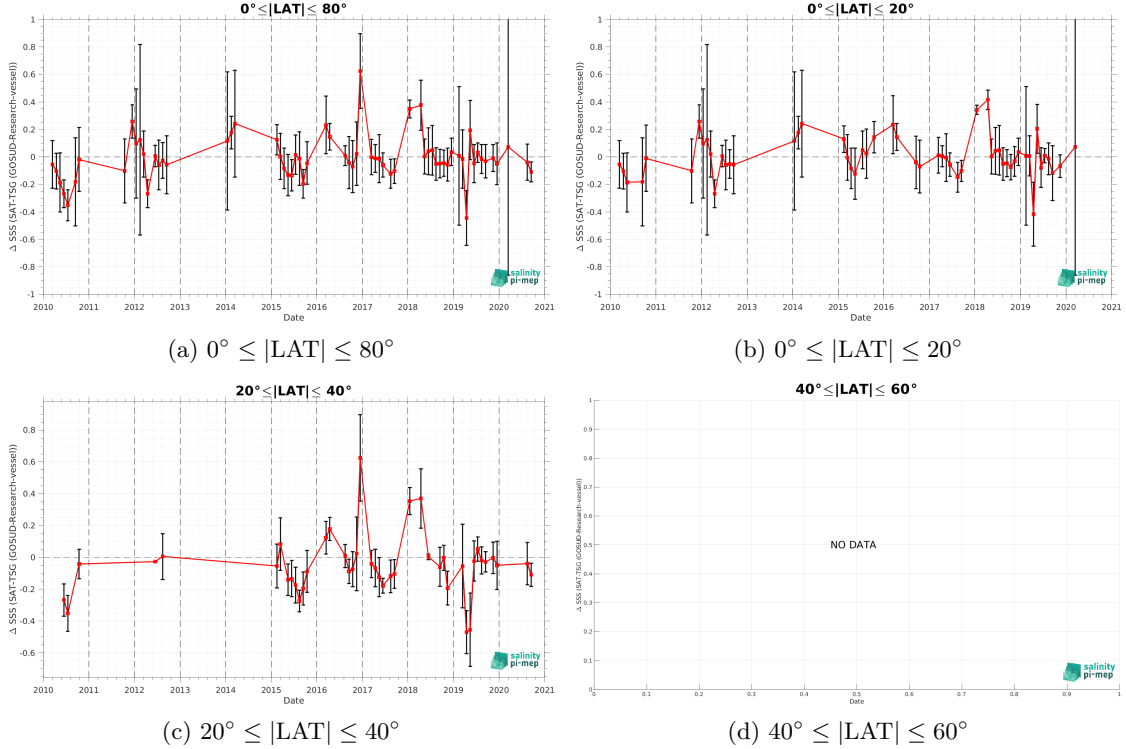 0°≤|LAT|≤ 80°
Δ SSS (SAT-TSG (GOSUD-Research-vessel))
1
0.8
0.6
0.4
0.2
0
-0.2
-0.4
-0.6
-0.8
-1
2010 2011 2012 2013 2014 2015 2016 2017 2018 2019 2020 2021
Date
salinity
pi-mep
(a) 0° ≤ |LAT| ≤ 80°
0°≤|LAT|≤ 20°
Δ SSS (SAT-TSG (GOSUD-Research-vessel))
1
0.8
0.6
0.4
0.2
0
-0.2
-0.4
-0.6
-0.8
-1
2010 2011 2012 2013 2014 2015 2016 2017 2018 2019 2020 2021
Date
salinity
pi-mep
(b) 0° ≤ |LAT| ≤ 20°
20°≤|LAT|≤ 40°
Δ SSS (SAT-TSG (GOSUD-Research-vessel))
0.8
0.6
0.4
0.2
0
-0.2
-0.4
-0.6
2010 2011 2012 2013 2014 2015 2016 2017 2018 2019 2020 2021
Date
salinity
pi-mep
(c) 20° ≤ |LAT| ≤ 40°
40°≤|LAT|≤ 60°
Δ SSS (SAT-TSG (GOSUD-Research-vessel))
1
0.9
0.8
0.7
0.6
0.5
0.4
0.3
0.2
0.1
0
NO DATA
0 0.1 0.2 0.3 0.4 0.5 0.6 0.7 0.8 0.9 1
Date
salinity
pi-mep
(d) 40° ≤ |LAT| ≤ 60°